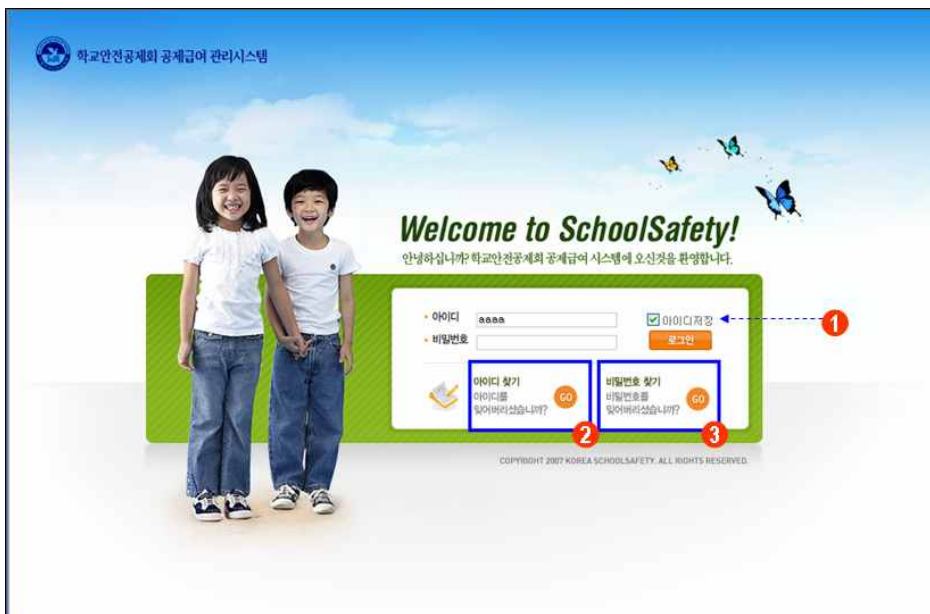 학교안전공제회 공제급여 관리시스템
Welcome to SchoolSafety!
안녕하십니까? 학교안전공제회 공제급여 시스템에 오신것을 환영합니다.
아이디 aaaa 아이디저장 1
비밀번호 로그인
아이디 찾기
아이디를
잊어버리셨습니까?
GO
2
비밀번호 찾기
비밀번호를
잊어버리셨습니까?
GO
3
COPYRIGHT 2007 KOREA SCHOOLSAFETY. ALL RIGHTS RESERVED.